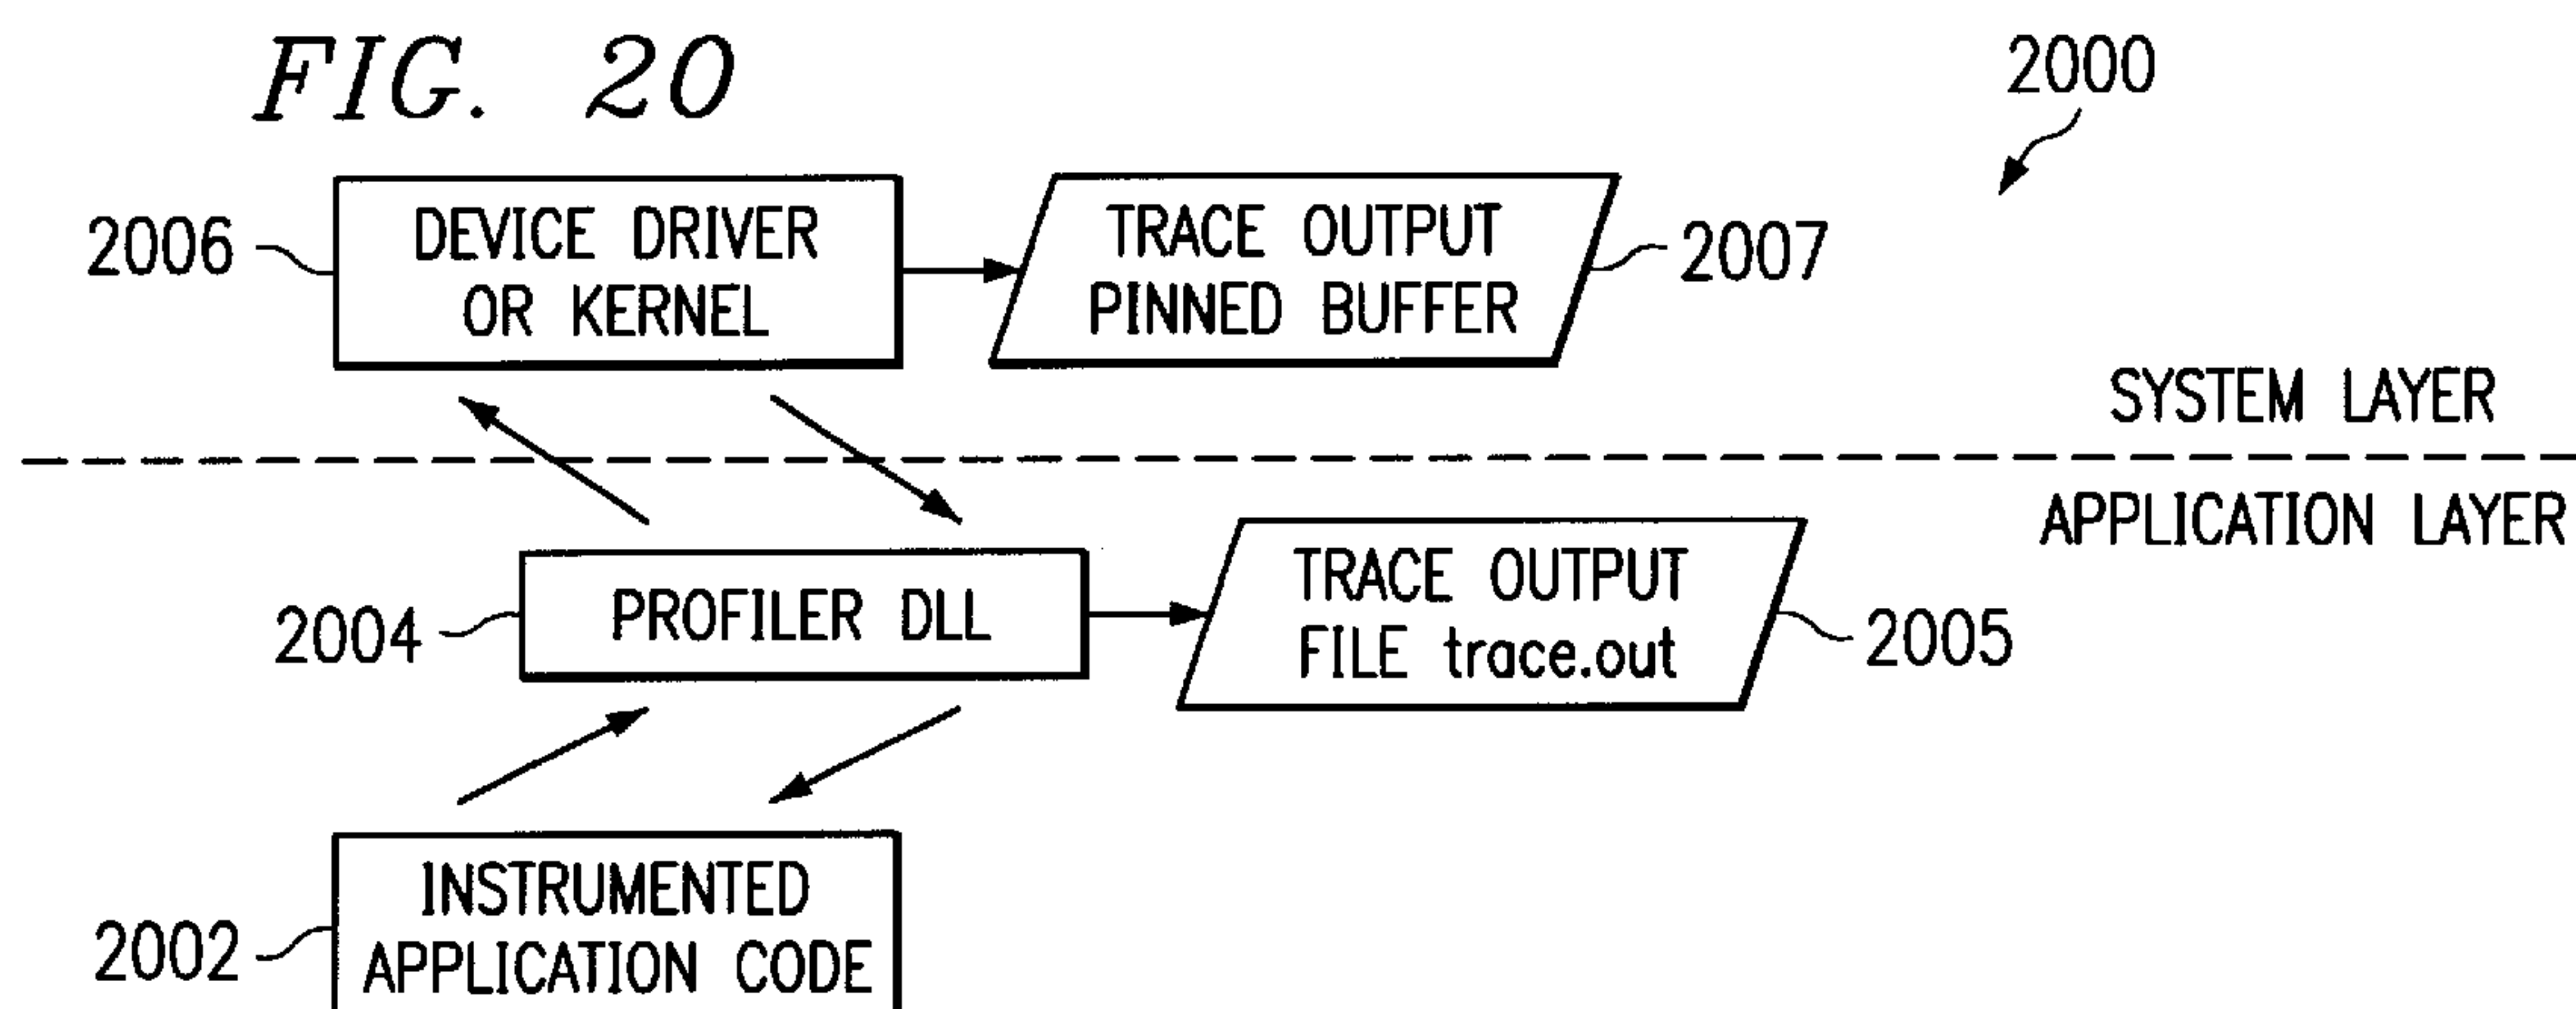 FIG. 20
2000
2006
DEVICE DRIVER
OR KERNEL
TRACE OUTPUT
PINNED BUFFER
2007
SYSTEM LAYER
APPLICATION LAYER
2004
PROFILER DLL
TRACE OUTPUT
FILE trace.out
2005
2002
INSTRUMENTED
APPLICATION CODE